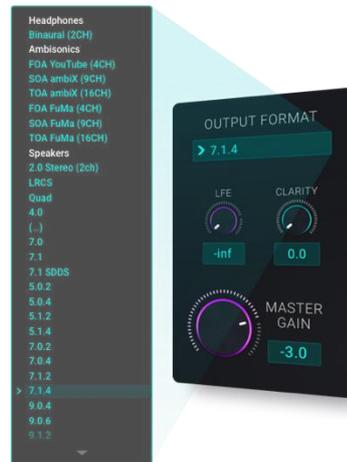 Headphones
Binaural (2CH)
Ambisonics
FOA YouTube (4CH)
SOA ambiX (9CH)
TOA ambiX (16CH)
FOA FuMa (4CH)
SOA FuMa (9CH)
TOA FuMa (16CH)
Speakers
2.0 Stereo (2ch)
LRCS
Quad
4.0
(...)
7.0
7.1
7.1 SDDS
5.0.2
5.0.4
5.1.2
5.1.4
7.0.2
7.0.4
7.1.2
> 7.1.4
9.0.4
9.0.6
9.1.2
OUTPUT FORMAT
> 7.1.4
LFE
CLARITY
-inf
0.0
MASTER
GAIN
-3.0